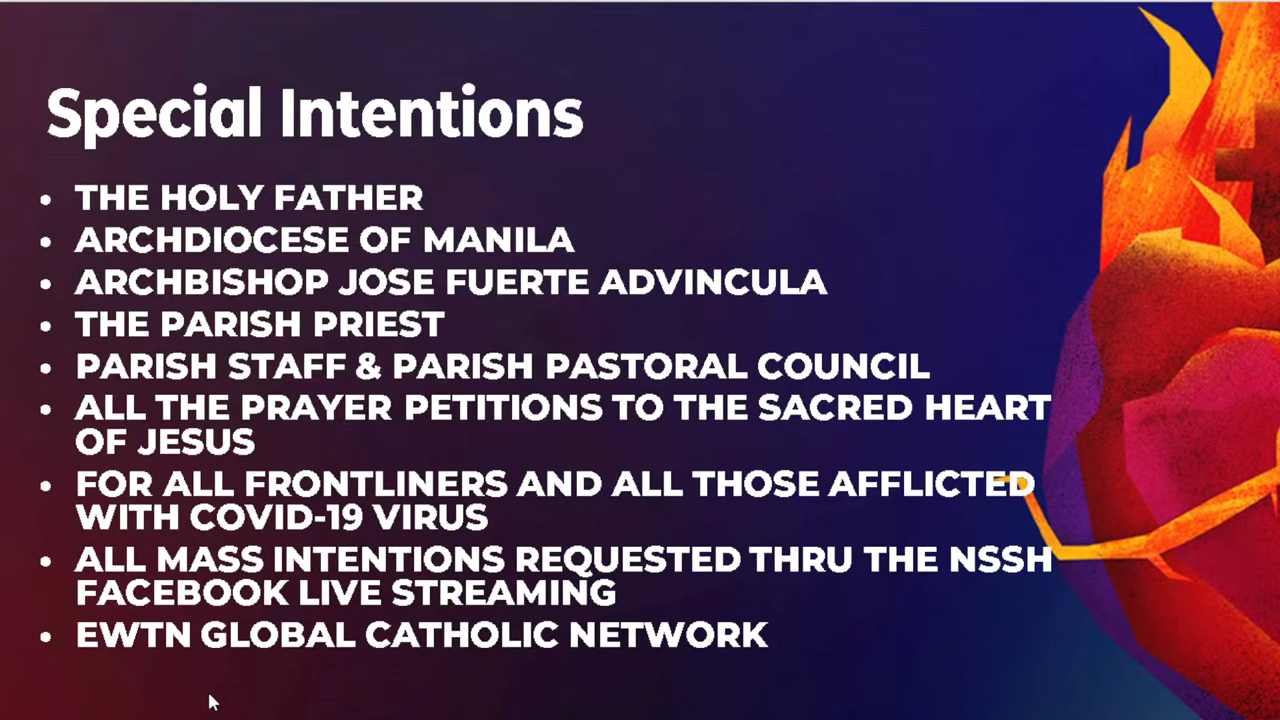 Special Intentions
• THE HOLY FATHER
• ARCHDIOCESE OF MANILA
• ARCHBISHOP JOSE FUERTE ADVINCULA
• THE PARISH PRIEST
• PARISH STAFF & PARISH PASTORAL COUNCIL
• ALL THE PRAYER PETITIONS TO THE SACRED HEART
OF JESUS
• FOR ALL FRONTLINERS AND ALL THOSE AFFLICTED
WITH COVID-19 VIRUS
• ALL MASS INTENTIONS REQUESTED THRU THE NSSH
FACEBOOK LIVE STREAMING
• EWTN GLOBAL CATHOLIC NETWORK